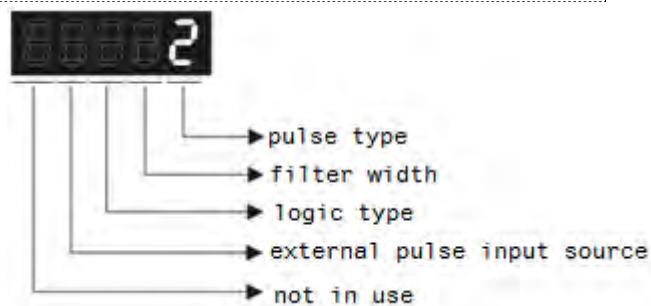 2
pulse type
filter width
logic type
external pulse input source
not in use